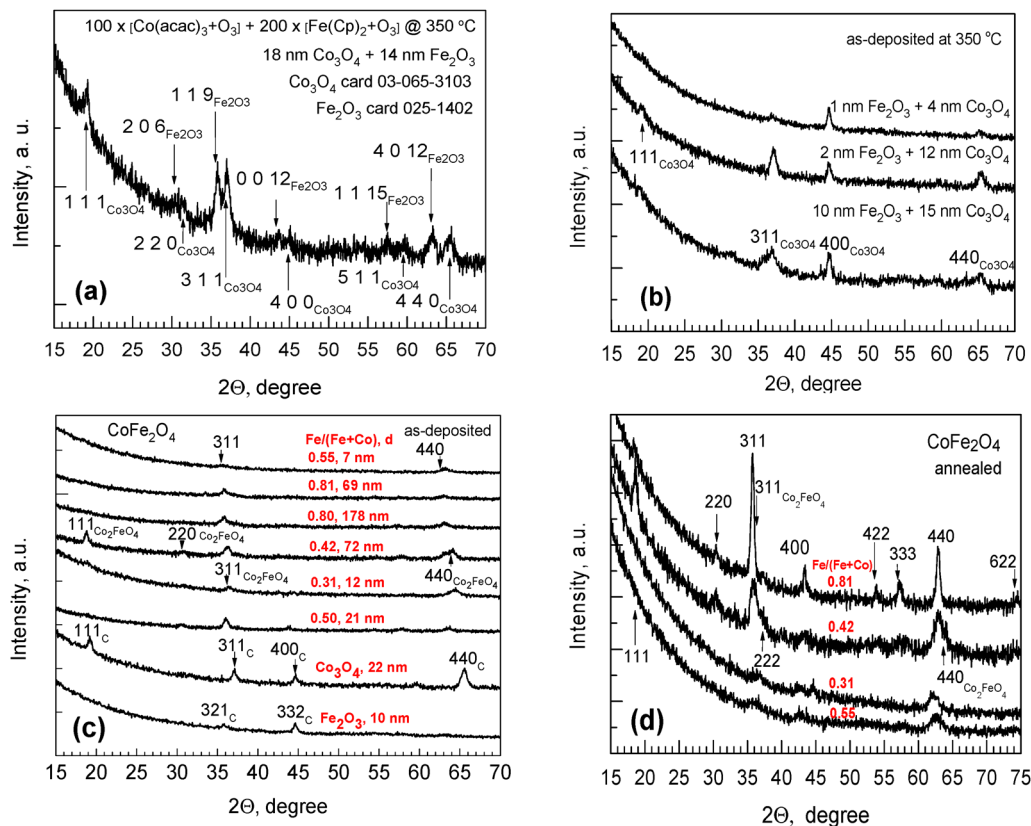 100 x [Co(acac)3+O3] + 200 x [Fe(Cp)2+O3] @ 350 ºC
18 nm Co3O4 + 14 nm Fe2O3
Co3O4 card 03-065-3103
Fe2O3 card 025-1402
1 1 9Fe2O3
2 0 6Fe2O3
4 0 12Fe2O3
0 0 12Fe2O3
1 1 15Fe2O3
1 1 1Co3O4
2 2 0Co3O4
3 1 1Co3O4
5 1 1Co3O4
4 0 0Co3O4
4 4 0Co3O4
(a)
Intensity, a. u.
15 20 25 30 35 40 45 50 55 60 65 70
2Θ, degree
as-deposited at 350 ºC
1 nm Fe2O3 + 4 nm Co3O4
111Co3O4
2 nm Fe2O3 + 12 nm Co3O4
10 nm Fe2O3 + 15 nm Co3O4
311Co3O4
400Co3O4
440Co3O4
(b)
Intensity, a.u.
15 20 25 30 35 40 45 50 55 60 65 70
2Θ, degree
CoFe2O4
311
Fe/(Fe+Co), d
as-deposited
0.55, 7 nm
440
0.81, 69 nm
0.80, 178 nm
111Co2FeO4
220Co2FeO4
0.42, 72 nm
311Co2FeO4
0.31, 12 nm
440Co2FeO4
0.50, 21 nm
111C
311C
400C
Co3O4, 22 nm
440C
321C
332C
Fe2O3, 10 nm
(c)
Intensity, a.u.
15 20 25 30 35 40 45 50 55 60 65 70
2Θ, degree
311
CoFe2O4
annealed
311Co2FeO4
220
400
Fe/(Fe+Co)
0.81
422
333
440
622
0.42
111
222
440Co2FeO4
0.31
0.55
(d)
Intensity, a.u.
15 20 25 30 35 40 45 50 55 60 65 70 75
2Θ, degree